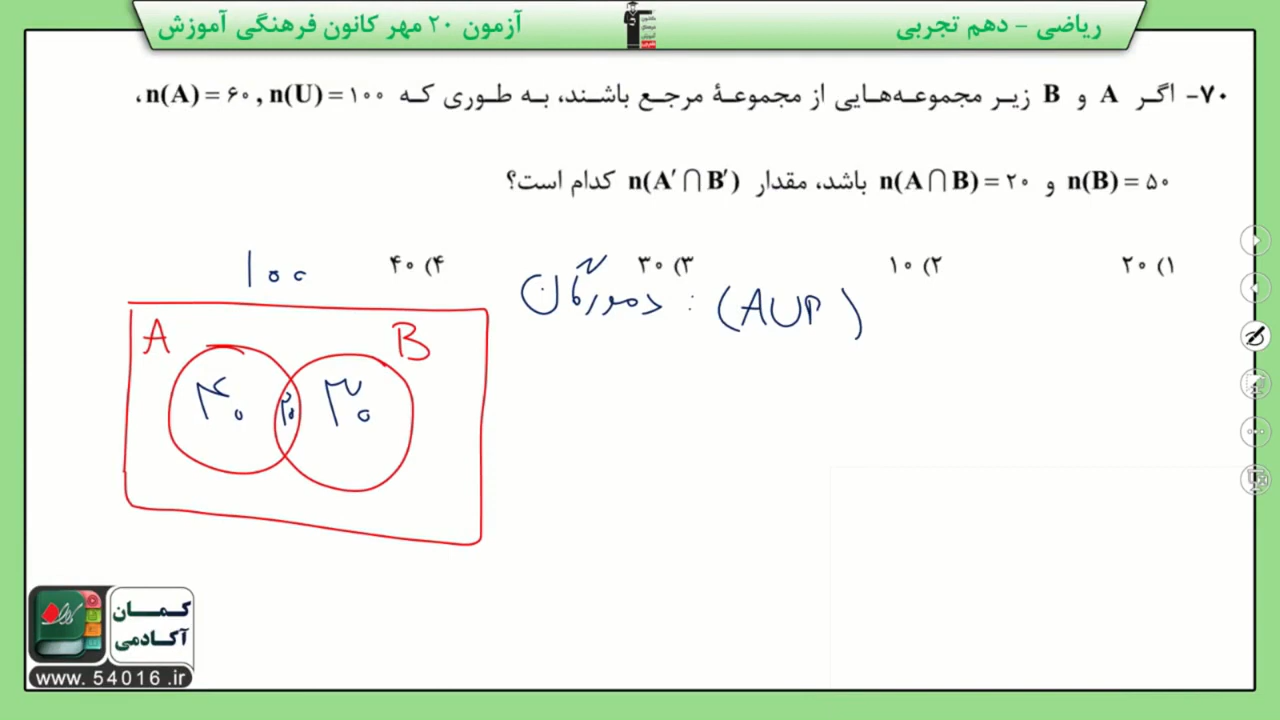 ریاضی - دهم تجربی
آزمون ۲۰ مهر کانون فرهنگی آموزش
۷۰- اگر A و B زیر مجموعه‌هایی از مجموعهٔ مرجع باشند، به طوری که n(A) = ۶۰ , n(U) = ۱۰۰ ،
n(B) = ۵۰ و n(A ∩ B) = ۲۰ باشد، مقدار n(A′ ∩ B′) کدام است؟
۱) ۲۰
۲) ۱۰
۳) ۳۰
۴) ۴۰
دمورگان : (A∪B)
۱۰۰
A
B
۴۰
۲۰
۳۰
کمان
آکادمی
www. 54016 .ir